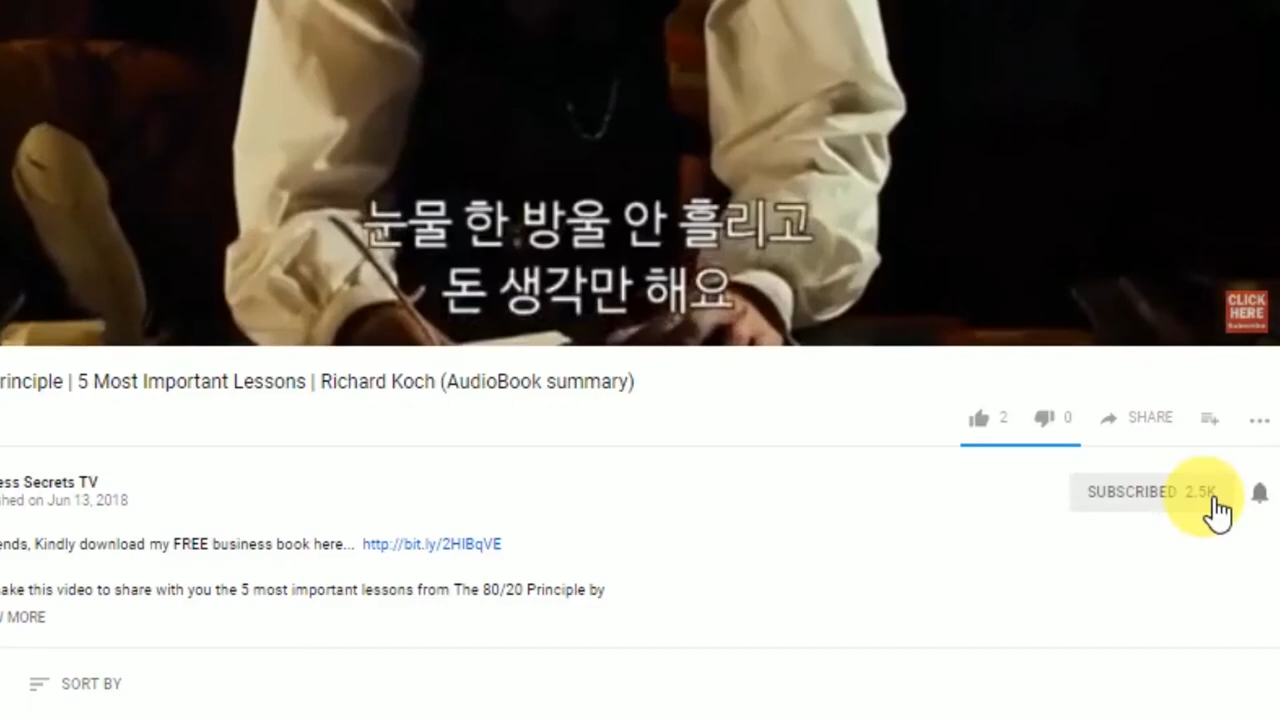 눈물 한 방울 안 흘리고
돈 생각만 해요
CLICK
HERE
Subscribe
rinciple | 5 Most Important Lessons | Richard Koch (AudioBook summary)
2 0 SHARE
ess Secrets TV
hed on Jun 13, 2018
SUBSCRIBED 2.5K
ends, Kindly download my FREE business book here... http://bit.ly/2HIBqVE
ake this video to share with you the 5 most important lessons from The 80/20 Principle by
W MORE
SORT BY